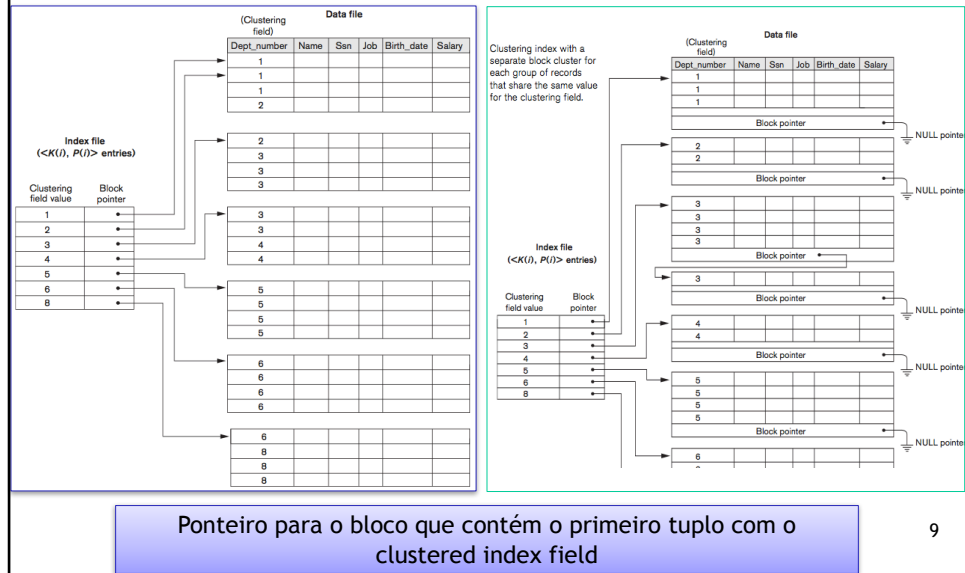 Data file
(Clustering
field)
Dept_number Name Ssn Job Birth_date Salary
1
1
1
2
2
3
3
3
3
3
4
4
5
5
5
5
6
6
6
6
6
8
8
8
Index file
(<K(i), P(i)> entries)
Clustering Block
field value pointer
1
2
3
4
5
6
8
Clustering index with a
separate block cluster for
each group of records
that share the same value
for the clustering field.
Data file
(Clustering
field)
Dept_number Name Ssn Job Birth_date Salary
1
1
1
Block pointer
NULL pointe
2
2
Block pointer
NULL pointe
3
3
3
3
Block pointer
3
Block pointer
NULL pointe
4
4
Block pointer
NULL pointe
5
5
5
5
Block pointer
NULL pointe
6
Index file
(<K(i), P(i)> entries)
Clustering Block
field value pointer
1
2
3
4
5
6
8
Ponteiro para o bloco que contém o primeiro tuplo com o
clustered index field
9